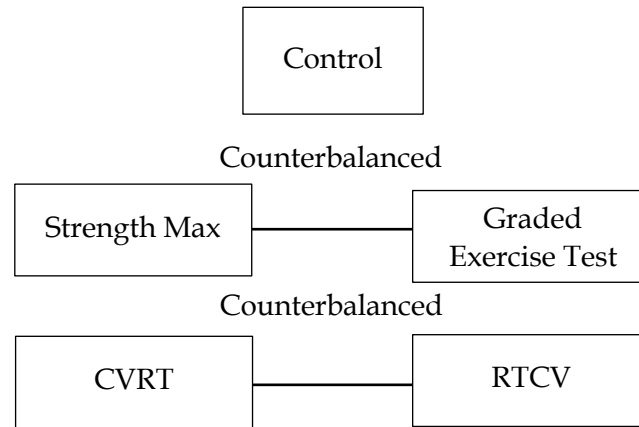 Control
Counterbalanced
Strength Max
Graded
Exercise Test
Counterbalanced
CVRT
RTCV